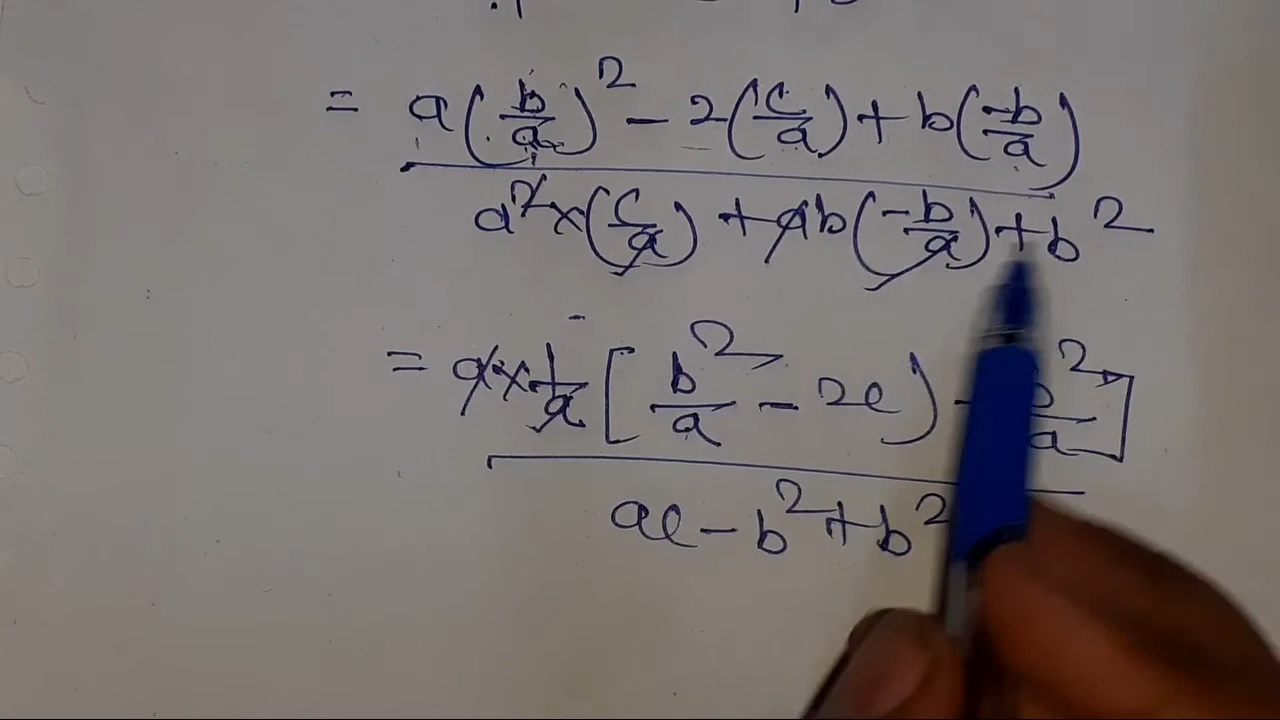 = a(b/a)² - 2(c/a) + b(-b/a)
a² × (c/a) + ab(-b/a) + b²
= a × 1/a [b²/a - 2c) - b²/a]
ac - b² + b²